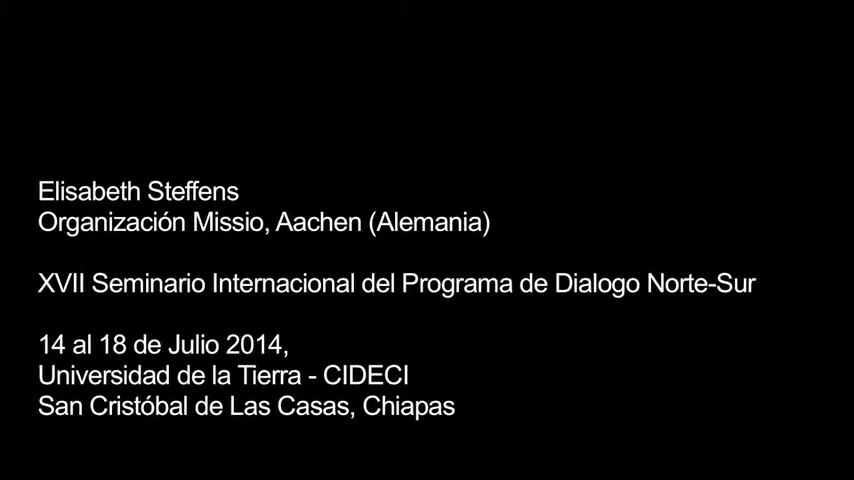 Elisabeth Steffens
Organización Missio, Aachen (Alemania)
XVII Seminario Internacional del Programa de Dialogo Norte-Sur
14 al 18 de Julio 2014,
Universidad de la Tierra - CIDECI
San Cristóbal de Las Casas, Chiapas